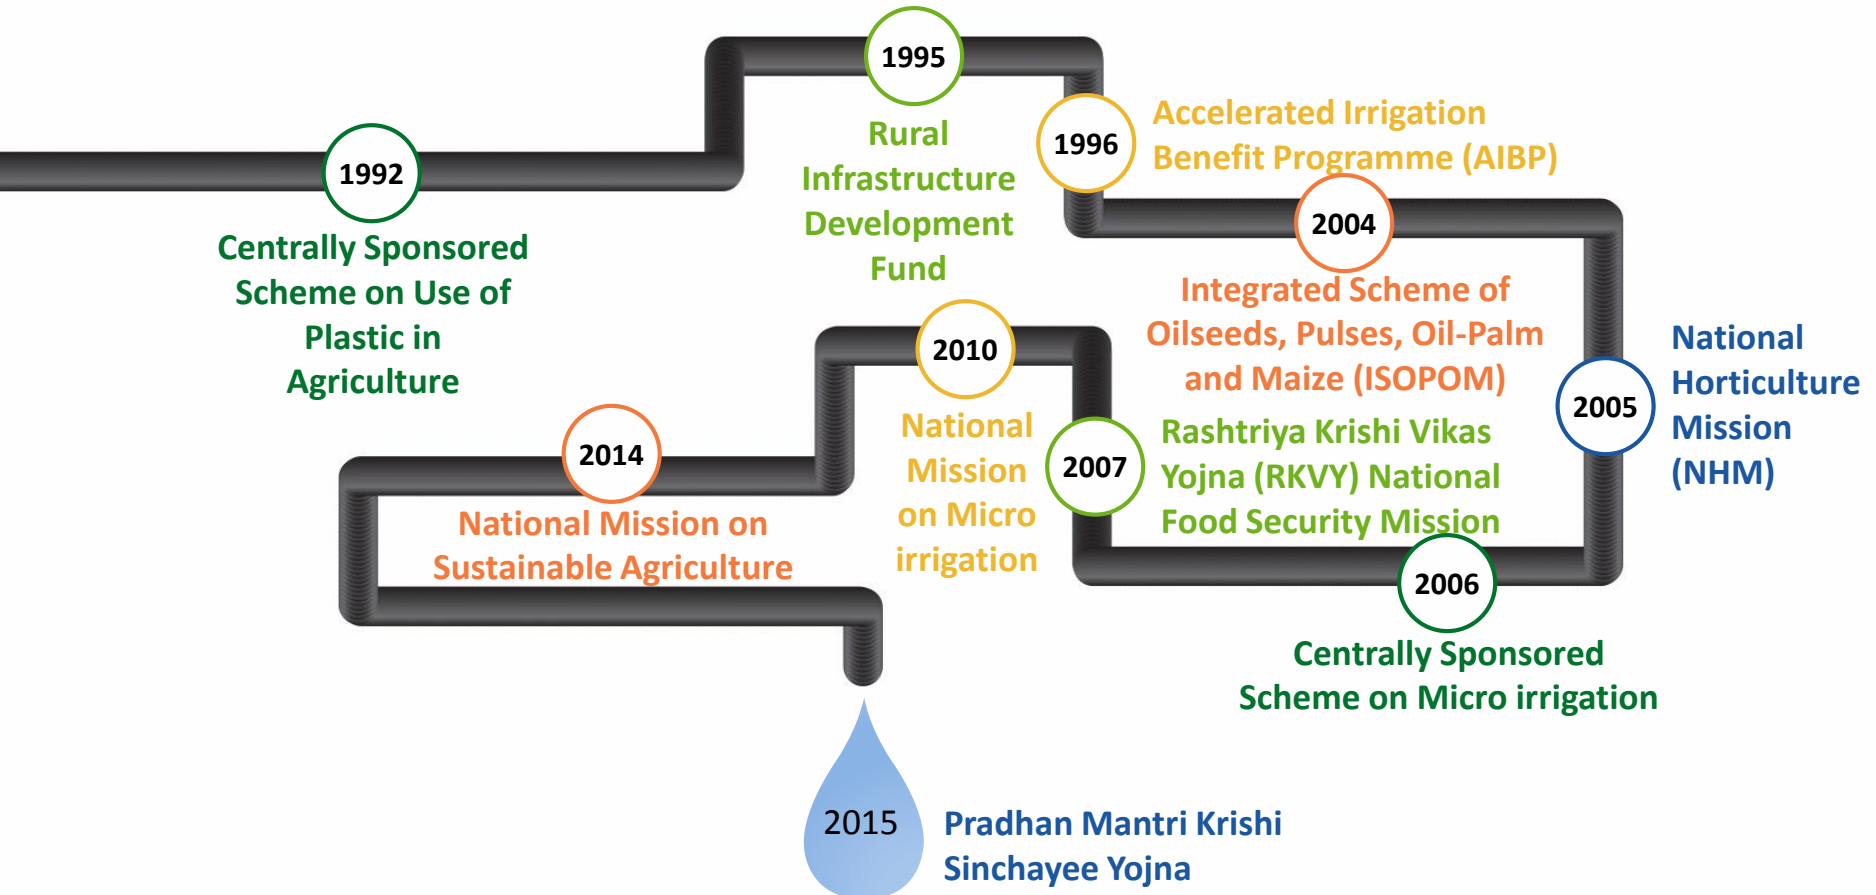 1992
Centrally Sponsored
Scheme on Use of
Plastic in
Agriculture
1995
Rural
Infrastructure
Development
Fund
1996
Accelerated Irrigation
Benefit Programme (AIBP)
2004
Integrated Scheme of
Oilseeds, Pulses, Oil-Palm
and Maize (ISOPOM)
2005
National
Horticulture
Mission
(NHM)
2006
Centrally Sponsored
Scheme on Micro irrigation
2007
Rashtriya Krishi Vikas
Yojna (RKVY) National
Food Security Mission
2010
National
Mission
on Micro
irrigation
2014
National Mission on
Sustainable Agriculture
2015
Pradhan Mantri Krishi
Sinchayee Yojna